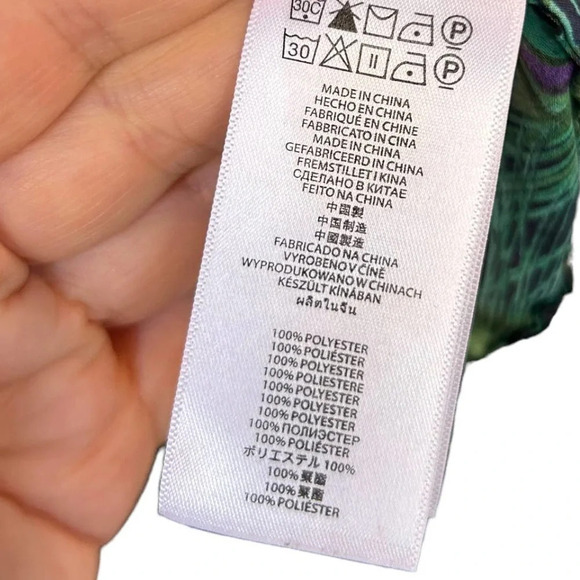 30C P
30 P
MADE IN CHINA
HECHO EN CHINA
FABRIQUÉ EN CHINE
FABBRICATO IN CINA
MADE IN CHINA
GEFABRICEERD IN CHINA
FREMSTILLET I KINA
СДЕЛАНО В КИТАЕ
FEITO NA CHINA
中国製
中国制造
中國製造
FABRICADO NA CHINA
VYROBENO V ČÍNĚ
WYPRODUKOWANO W CHINACH
KÉSZÜLT KÍNÁBAN
ผลิตในจีน
100% POLYESTER
100% POLIÉSTER
100% POLYESTER
100% POLIESTERE
100% POLYESTER
100% POLYESTER
100% POLYESTER
100% ПОЛИЭСТЕР
100% POLIÉSTER
ポリエステル 100%
100% 聚酯
100% 聚酯
100% POLIÉSTER